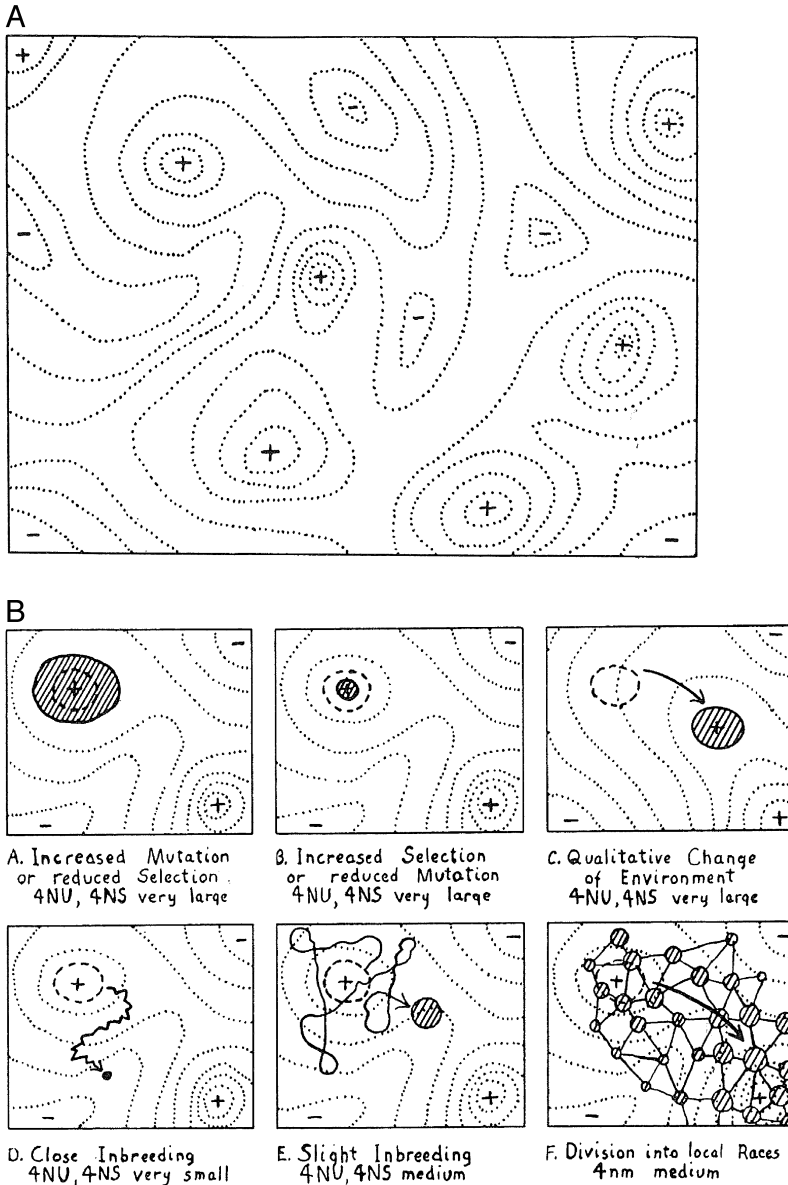 A
B
A. Increased Mutation
or reduced Selection.
4NU, 4NS very large
B. Increased Selection
or reduced Mutation
4NU, 4NS very large
C. Qualitative Change
of Environment
4NU, 4NS very large
D. Close Inbreeding
4NU, 4NS very small
E. Slight Inbreeding
4NU, 4NS medium
F. Division into local Races
4nm medium